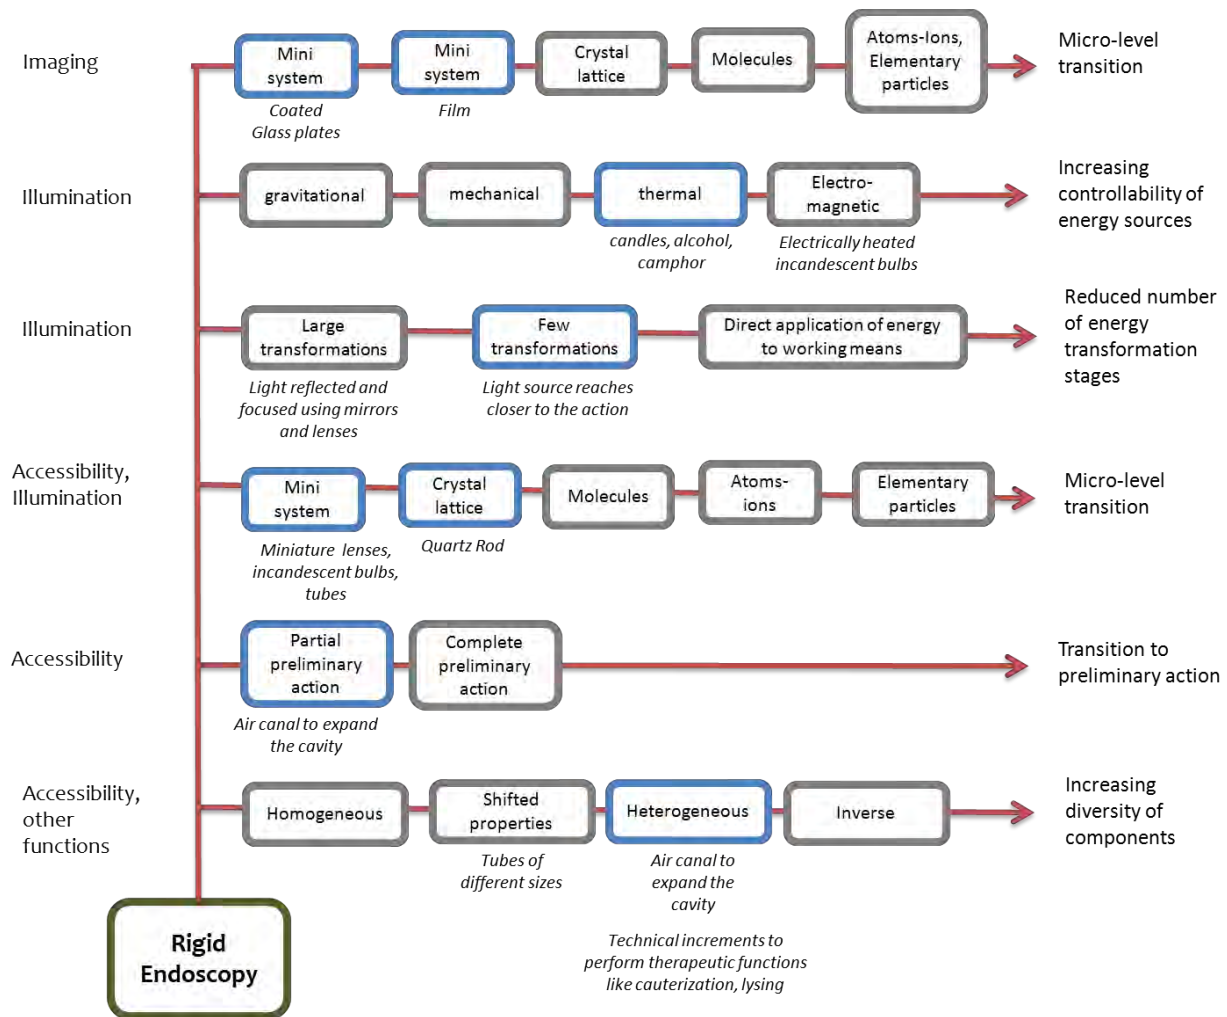 Imaging
Mini
system
Coated
Glass plates
Mini
system
Film
Crystal
lattice
Molecules
Atoms-Ions,
Elementary
particles
Micro-level
transition
Illumination
gravitational
mechanical
thermal
candles, alcohol,
camphor
Electro-
magnetic
Electrically heated
incandescent bulbs
Increasing
controllability of
energy sources
Illumination
Large
transformations
Light reflected and
focused using mirrors
and lenses
Few
transformations
Light source reaches
closer to the action
Direct application of energy
to working means
Reduced number
of energy
transformation
stages
Accessibility,
Illumination
Mini
system
Miniature lenses,
incandescent bulbs,
tubes
Crystal
lattice
Quartz Rod
Molecules
Atoms-
ions
Elementary
particles
Micro-level
transition
Accessibility
Partial
preliminary
action
Air canal to expand
the cavity
Complete
preliminary
action
Transition to
preliminary action
Accessibility,
other
functions
Homogeneous
Shifted
properties
Tubes of
different sizes
Heterogeneous
Air canal to
expand the
cavity
Technical increments to
perform therapeutic functions
like cauterization, lysing
Inverse
Increasing
diversity of
components
Rigid
Endoscopy